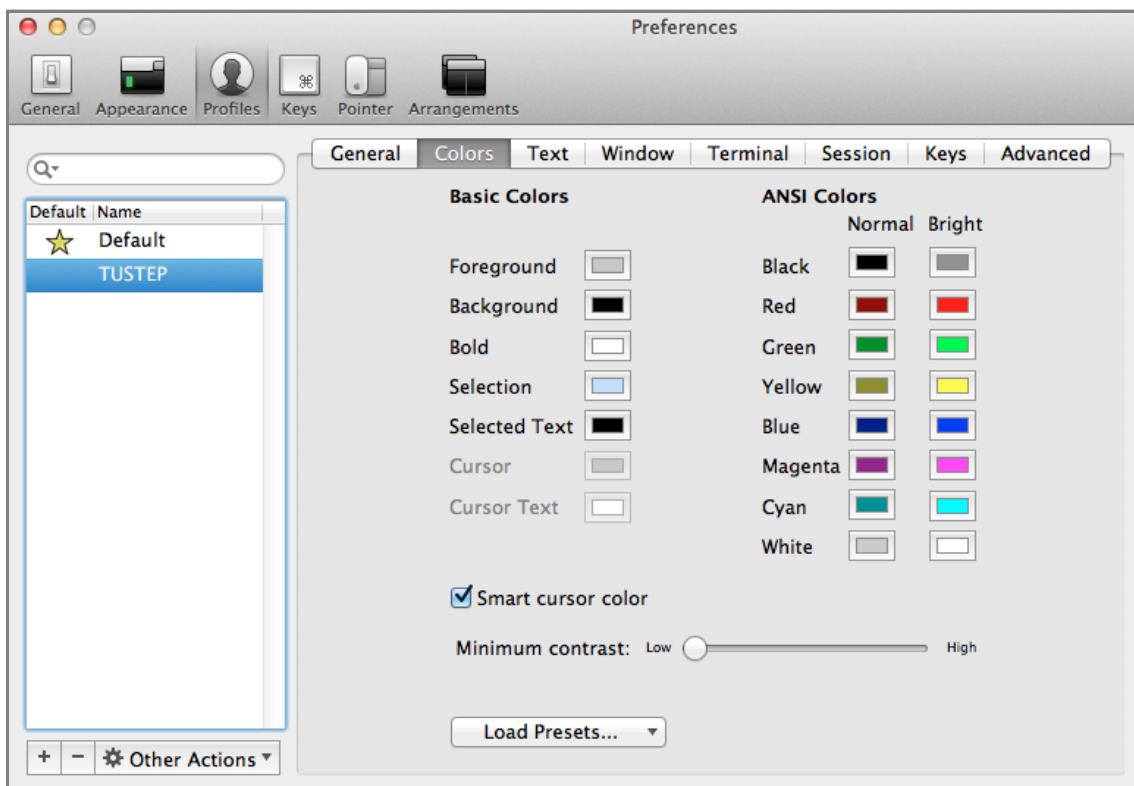 Preferences
General Appearance Profiles Keys Pointer Arrangements
General Colors Text Window Terminal Session Keys Advanced
Default Name
Default
TUSTEP
+ - Other Actions
Basic Colors
Foreground
Background
Bold
Selection
Selected Text
Cursor
Cursor Text
ANSI Colors
Normal Bright
Black
Red
Green
Yellow
Blue
Magenta
Cyan
White
Smart cursor color
Minimum contrast: Low High
Load Presets...